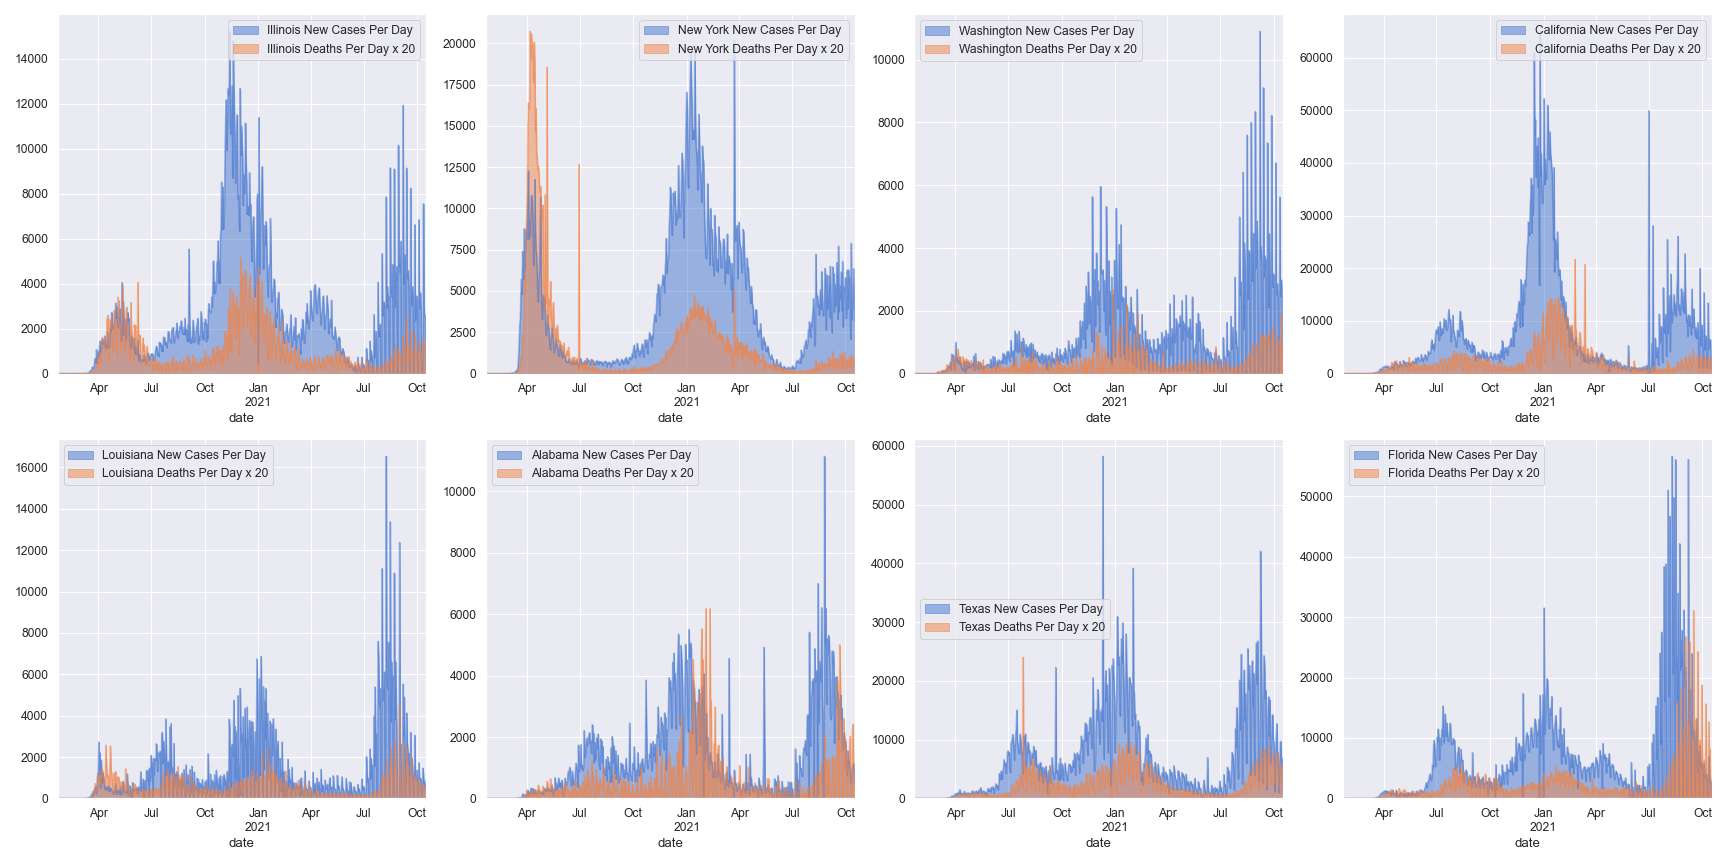 Illinois New Cases Per Day
Illinois Deaths Per Day x 20
14000
12000
10000
8000
6000
4000
2000
0
Apr Jul Oct Jan Apr Jul Oct
2021
date
New York New Cases Per Day
New York Deaths Per Day x 20
20000
17500
15000
12500
10000
7500
5000
2500
0
Apr Jul Oct Jan Apr Jul Oct
2021
date
Washington New Cases Per Day
Washington Deaths Per Day x 20
10000
8000
6000
4000
2000
0
Apr Jul Oct Jan Apr Jul Oct
2021
date
California New Cases Per Day
California Deaths Per Day x 20
60000
50000
40000
30000
20000
10000
0
Apr Jul Oct Jan Apr Jul Oct
2021
date
Louisiana New Cases Per Day
Louisiana Deaths Per Day x 20
16000
14000
12000
10000
8000
6000
4000
2000
0
Apr Jul Oct Jan Apr Jul Oct
2021
date
Alabama New Cases Per Day
Alabama Deaths Per Day x 20
10000
8000
6000
4000
2000
0
Apr Jul Oct Jan Apr Jul Oct
2021
date
60000
50000
40000
30000
20000
10000
0
Texas New Cases Per Day
Texas Deaths Per Day x 20
Apr Jul Oct Jan Apr Jul Oct
2021
date
Florida New Cases Per Day
Florida Deaths Per Day x 20
50000
40000
30000
20000
10000
0
Apr Jul Oct Jan Apr Jul Oct
2021
date